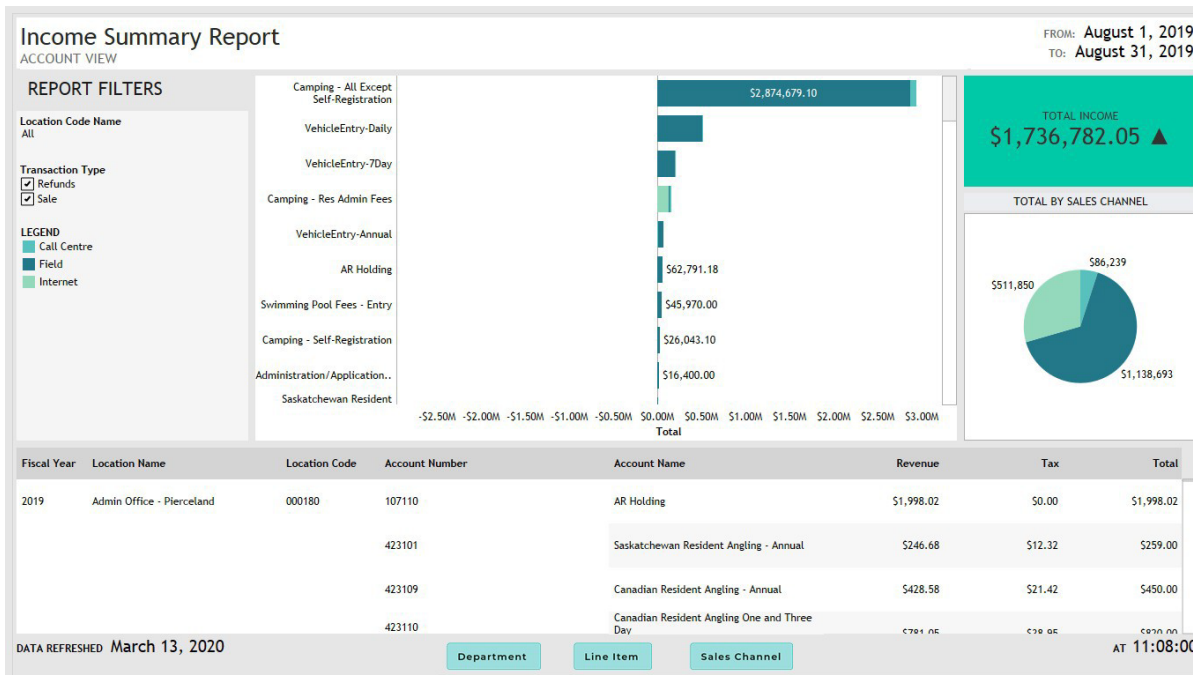 Income Summary Report
ACCOUNT VIEW
FROM: August 1, 2019
TO: August 31, 2019
REPORT FILTERS
Location Code Name
All
Transaction Type
Refunds
Sale
LEGEND
Call Centre
Field
Internet
Camping - All Except
Self-Registration
$2,874,679.10
VehicleEntry-Daily
VehicleEntry-7Day
Camping - Res Admin Fees
VehicleEntry-Annual
AR Holding
$62,791.18
Swimming Pool Fees - Entry
$45,970.00
Camping - Self-Registration
$26,043.10
Administration/Application..
$16,400.00
Saskatchewan Resident
-$2.50M -$2.00M -$1.50M -$1.00M -$0.50M $0.00M $0.50M $1.00M $1.50M $2.00M $2.50M $3.00M
Total
TOTAL INCOME
$1,736,782.05 ▲
TOTAL BY SALES CHANNEL
$86,239
$511,850
$1,138,693
Fiscal Year Location Name Location Code Account Number Account Name Revenue Tax Total
2019 Admin Office - Pierceland 000180 107110 AR Holding $1,998.02 $0.00 $1,998.02
423101 Saskatchewan Resident Angling - Annual $246.68 $12.32 $259.00
423109 Canadian Resident Angling - Annual $428.58 $21.42 $450.00
Canadian Resident Angling One and Three
423110 Day $781.05 $38.95 $820.00
DATA REFRESHED March 13, 2020
Department
Line Item
Sales Channel
AT 11:08:00